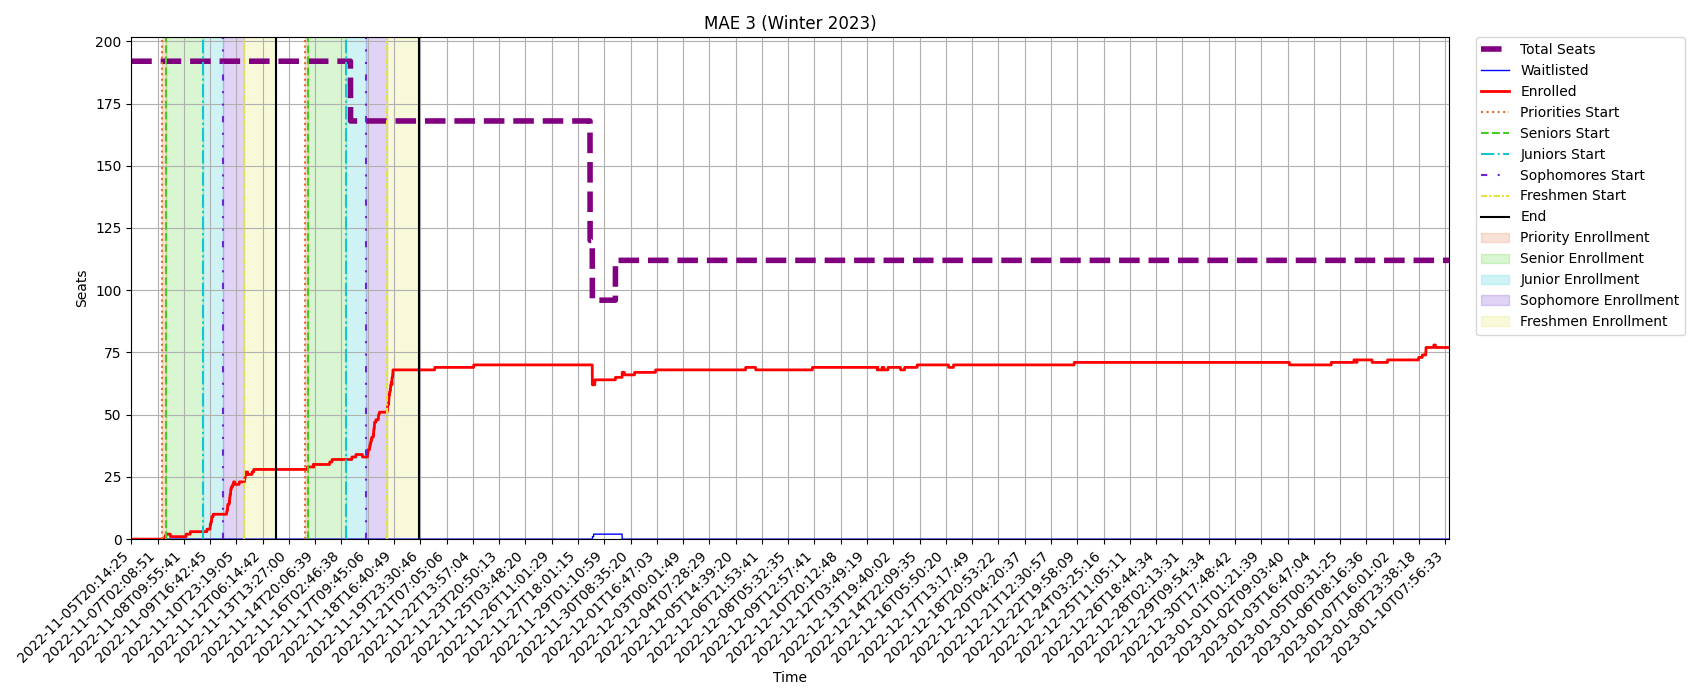 MAE 3 (Winter 2023)
200
175
150
125
100
75
50
25
0
Seats
2022-11-05T20:14:25
2022-11-07T02:08:51
2022-11-08T09:55:41
2022-11-09T16:42:45
2022-11-10T23:19:05
2022-11-12T06:14:42
2022-11-13T13:27:00
2022-11-14T20:06:39
2022-11-16T02:46:38
2022-11-17T09:45:06
2022-11-18T16:40:49
2022-11-19T23:30:46
2022-11-21T07:05:06
2022-11-22T13:57:04
2022-11-23T20:50:13
2022-11-25T03:48:20
2022-11-26T11:01:29
2022-11-27T18:01:15
2022-11-29T01:10:59
2022-11-30T08:35:20
2022-12-01T16:47:03
2022-12-03T00:01:49
2022-12-04T07:28:29
2022-12-05T14:39:20
2022-12-06T21:53:41
2022-12-08T05:32:35
2022-12-09T12:57:41
2022-12-10T20:12:48
2022-12-12T03:49:19
2022-12-13T19:40:02
2022-12-14T22:09:35
2022-12-16T05:50:20
2022-12-17T13:17:49
2022-12-18T20:53:22
2022-12-20T04:20:37
2022-12-21T12:30:57
2022-12-22T19:58:09
2022-12-24T03:25:16
2022-12-25T11:05:11
2022-12-26T18:44:34
2022-12-28T02:13:31
2022-12-29T09:54:34
2022-12-30T17:48:42
2023-01-01T01:21:39
2023-01-02T09:03:40
2023-01-03T16:47:04
2023-01-05T00:31:25
2023-01-06T08:16:36
2023-01-07T16:01:02
2023-01-08T23:38:18
2023-01-10T07:56:33
Time
Total Seats
Waitlisted
Enrolled
Priorities Start
Seniors Start
Juniors Start
Sophomores Start
Freshmen Start
End
Priority Enrollment
Senior Enrollment
Junior Enrollment
Sophomore Enrollment
Freshmen Enrollment